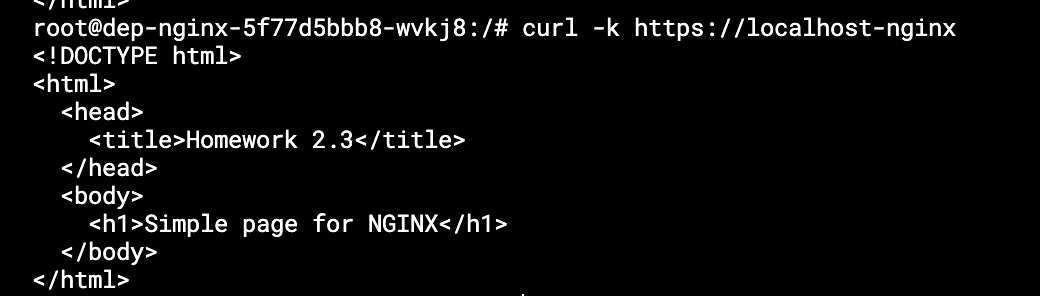 </html>
root@dep-nginx-5f77d5bbb8-wvkj8:/# curl -k https://localhost-nginx
<!DOCTYPE html>
<html>
  <head>
    <title>Homework 2.3</title>
  </head>
  <body>
    <h1>Simple page for NGINX</h1>
  </body>
</html>